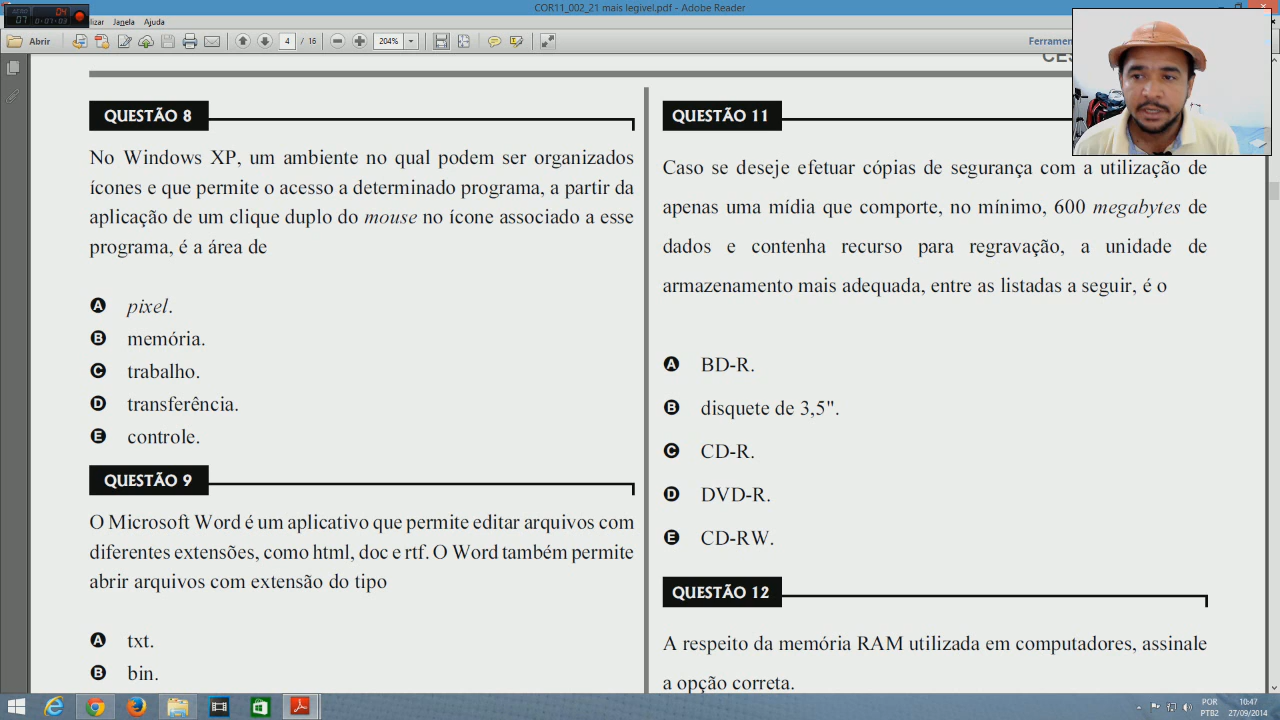 COR11_002_21 mais legivel.pdf - Adobe Reader
07
04
0:07:03
lizar Janela Ajuda
Abrir
4 / 16
204%
Ferramen
QUESTÃO 8
No Windows XP, um ambiente no qual podem ser organizados
ícones e que permite o acesso a determinado programa, a partir da
aplicação de um clique duplo do mouse no ícone associado a esse
programa, é a área de
A pixel.
B memória.
C trabalho.
D transferência.
E controle.
QUESTÃO 9
O Microsoft Word é um aplicativo que permite editar arquivos com
diferentes extensões, como html, doc e rtf. O Word também permite
abrir arquivos com extensão do tipo
A txt.
B bin.
QUESTÃO 11
Caso se deseje efetuar cópias de segurança com a utilização de
apenas uma mídia que comporte, no mínimo, 600 megabytes de
dados e contenha recurso para regravação, a unidade de
armazenamento mais adequada, entre as listadas a seguir, é o
A BD-R.
B disquete de 3,5".
C CD-R.
D DVD-R.
E CD-RW.
QUESTÃO 12
A respeito da memória RAM utilizada em computadores, assinale
a opção correta.
POR
PTB2
10:47
27/09/2014